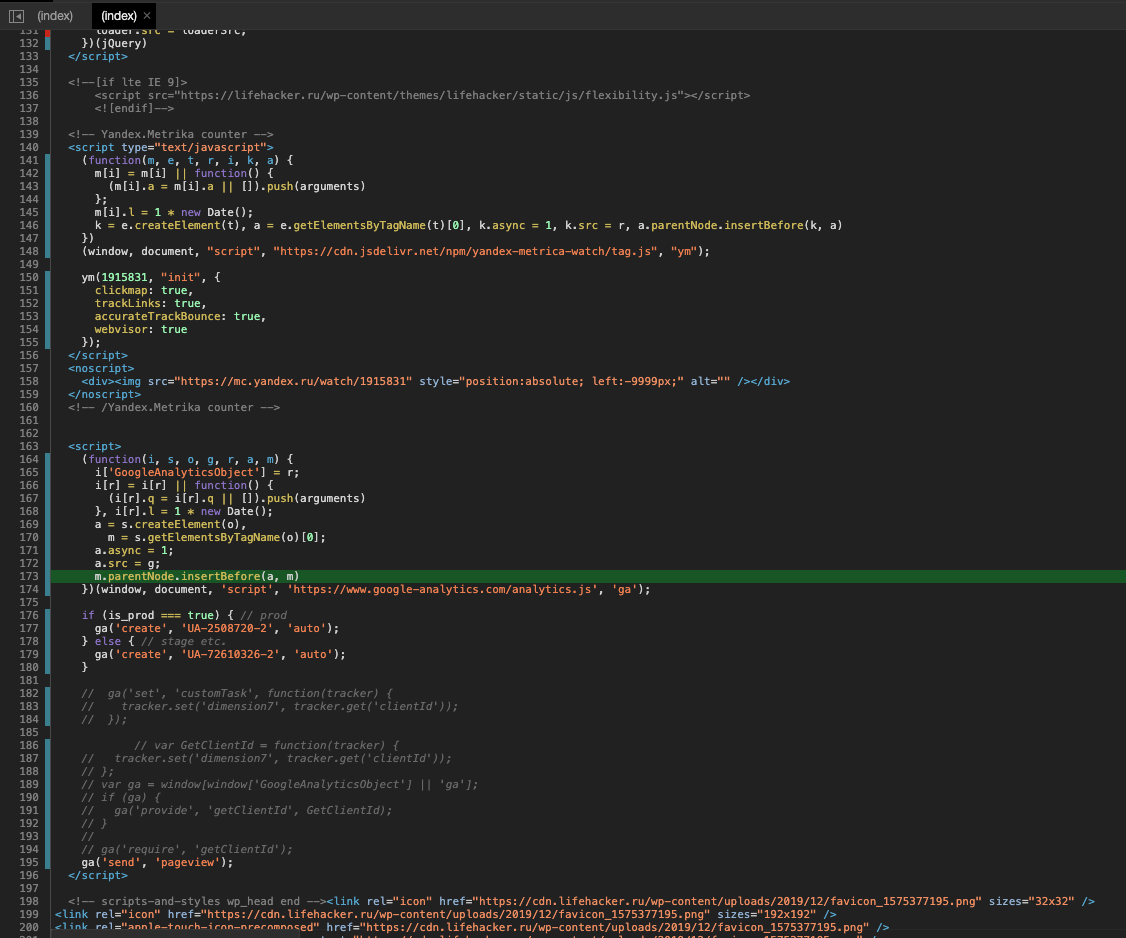 (index) (index) ×
131 loader.src = loaderSrc;
132 })(jQuery)
133 </script>
134
135 <!--[if lte IE 9]>
136 <script src="https://lifehacker.ru/wp-content/themes/lifehacker/static/js/flexibility.js"></script>
137 <![endif]-->
138
139 <!-- Yandex.Metrika counter -->
140 <script type="text/javascript">
141 (function(m, e, t, r, i, k, a) {
142 m[i] = m[i] || function() {
143 (m[i].a = m[i].a || []).push(arguments)
144 };
145 m[i].l = 1 * new Date();
146 k = e.createElement(t), a = e.getElementsByTagName(t)[0], k.async = 1, k.src = r, a.parentNode.insertBefore(k, a)
147 })
148 (window, document, "script", "https://cdn.jsdelivr.net/npm/yandex-metrica-watch/tag.js", "ym");
149
150 ym(1915831, "init", {
151 clickmap: true,
152 trackLinks: true,
153 accurateTrackBounce: true,
154 webvisor: true
155 });
156 </script>
157 <noscript>
158 <div><img src="https://mc.yandex.ru/watch/1915831" style="position:absolute; left:-9999px;" alt="" /></div>
159 </noscript>
160 <!-- /Yandex.Metrika counter -->
161
162
163 <script>
164 (function(i, s, o, g, r, a, m) {
165 i['GoogleAnalyticsObject'] = r;
166 i[r] = i[r] || function() {
167 (i[r].q = i[r].q || []).push(arguments)
168 }, i[r].l = 1 * new Date();
169 a = s.createElement(o),
170 m = s.getElementsByTagName(o)[0];
171 a.async = 1;
172 a.src = g;
173 m.parentNode.insertBefore(a, m)
174 })(window, document, 'script', 'https://www.google-analytics.com/analytics.js', 'ga');
175
176 if (is_prod === true) { // prod
177 ga('create', 'UA-2508720-2', 'auto');
178 } else { // stage etc.
179 ga('create', 'UA-72610326-2', 'auto');
180 }
181
182 // ga('set', 'customTask', function(tracker) {
183 // tracker.set('dimension7', tracker.get('clientId'));
184 // });
185
186 // var GetClientId = function(tracker) {
187 // tracker.set('dimension7', tracker.get('clientId'));
188 // };
189 // var ga = window[window['GoogleAnalyticsObject'] || 'ga'];
190 // if (ga) {
191 // ga('provide', 'getClientId', GetClientId);
192 // }
193 //
194 // ga('require', 'getClientId');
195 ga('send', 'pageview');
196 </script>
197
198 <!-- scripts-and-styles wp_head end --><link rel="icon" href="https://cdn.lifehacker.ru/wp-content/uploads/2019/12/favicon_1575377195.png" sizes="32x32" />
199 <link rel="icon" href="https://cdn.lifehacker.ru/wp-content/uploads/2019/12/favicon_1575377195.png" sizes="192x192" />
200 <link rel="apple-touch-icon-precomposed" href="https://cdn.lifehacker.ru/wp-content/uploads/2019/12/favicon_1575377195.png" />